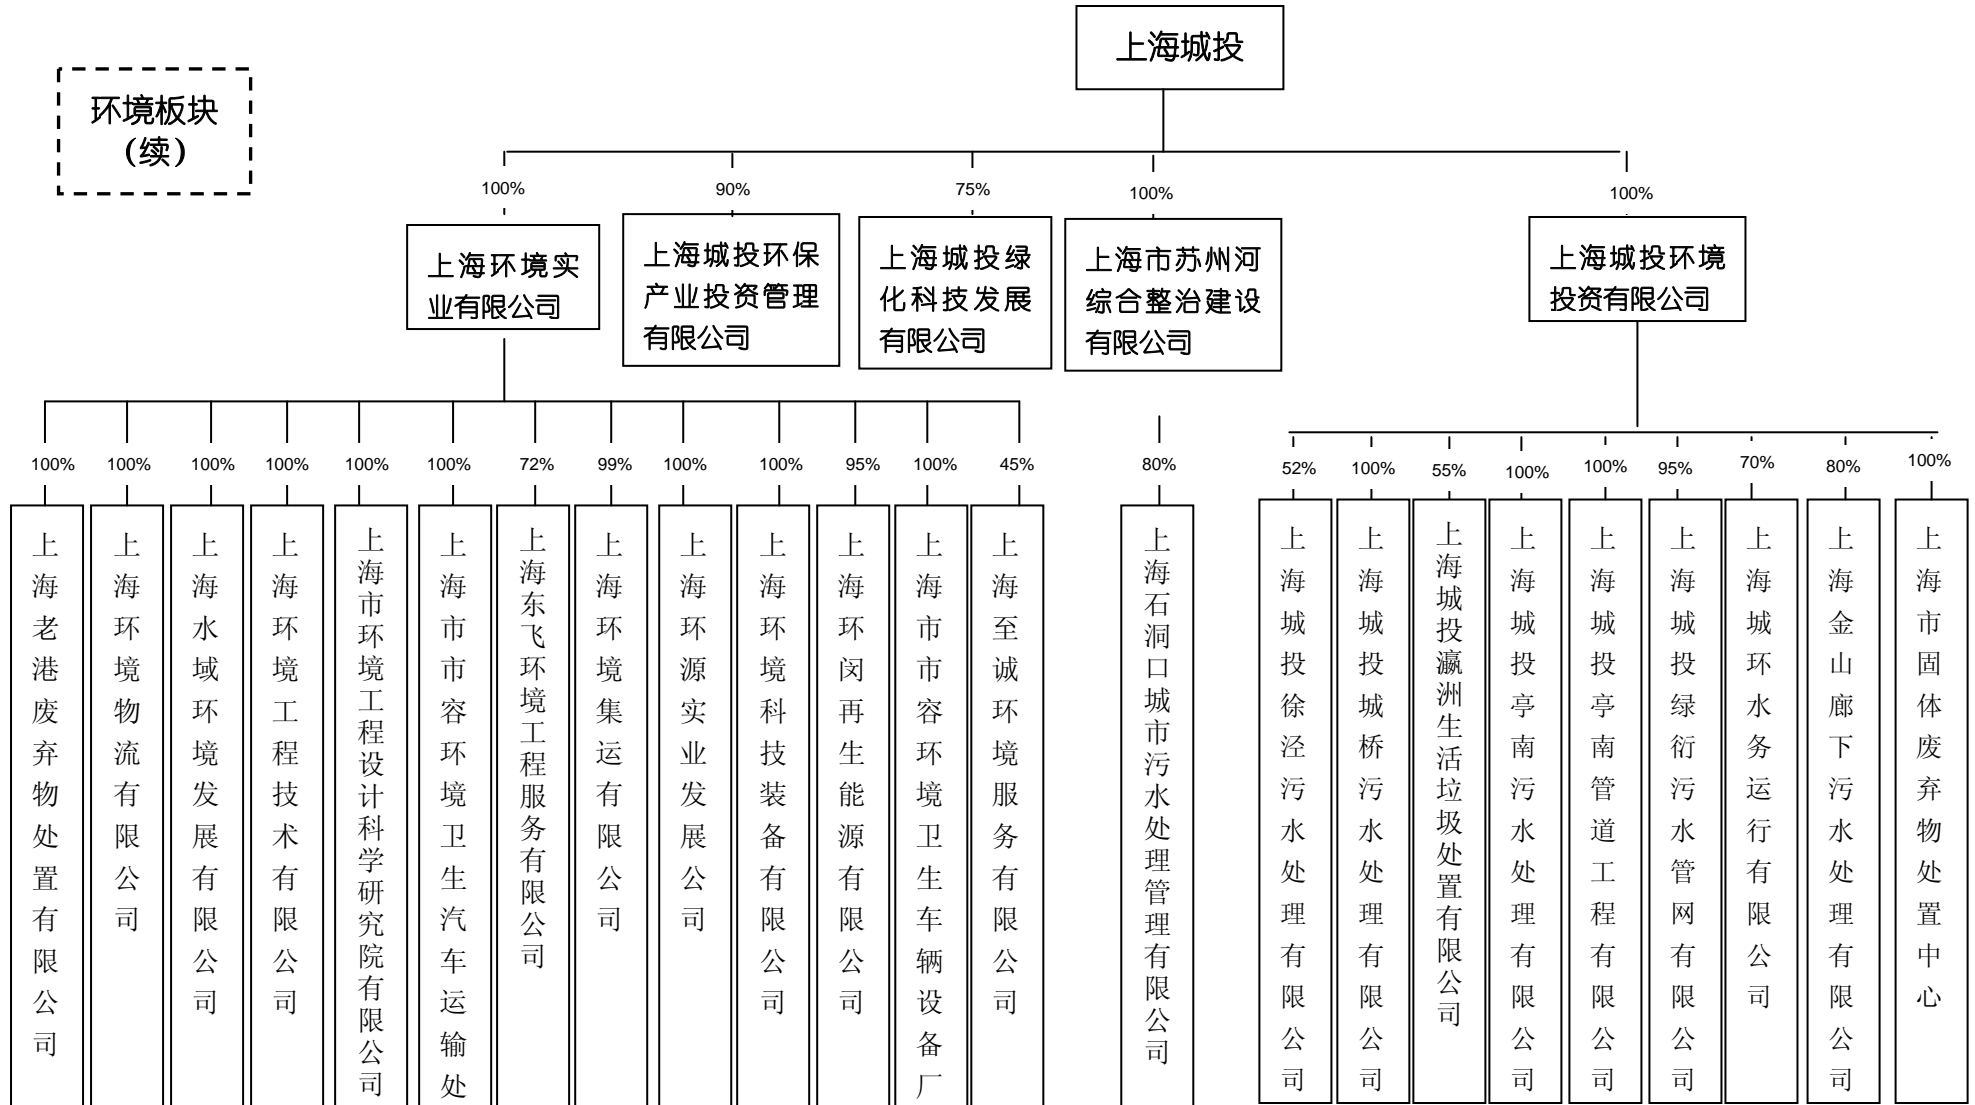 上海城投
环境板块
(续)
100%
90%
75%
100%
100%
上海环境实
业有限公司
上海城投环保
产业投资管理
有限公司
上海城投绿
化科技发展
有限公司
上海市苏州河
综合整治建设
有限公司
上海城投环境
投资有限公司
100%
100%
100%
100%
100%
100%
72%
99%
100%
100%
95%
100%
45%
80%
52%
100%
55%
100%
100%
95%
70%
80%
100%
上海老港废弃物处置有限公司
上海环境物流有限公司
上海水域环境发展有限公司
上海环境工程技术有限公司
上海市环境工程设计科学研究院有限公司
上海市市容环境卫生汽车运输处
上海东飞环境工程服务有限公司
上海环境集运有限公司
上海环源实业发展公司
上海环境科技装备有限公司
上海环闵再生能源有限公司
上海市市容环境卫生车辆设备厂
上海至诚环境服务有限公司
上海石洞口城市污水处理管理有限公司
上海城投徐泾污水处理有限公司
上海城投城桥污水处理有限公司
上海城投瀛洲生活垃圾处置有限公司
上海城投亭南污水处理有限公司
上海城投亭南管道工程有限公司
上海城投绿衍污水管网有限公司
上海城环水务运行有限公司
上海金山廊下污水处理有限公司
上海市固体废弃物处置中心